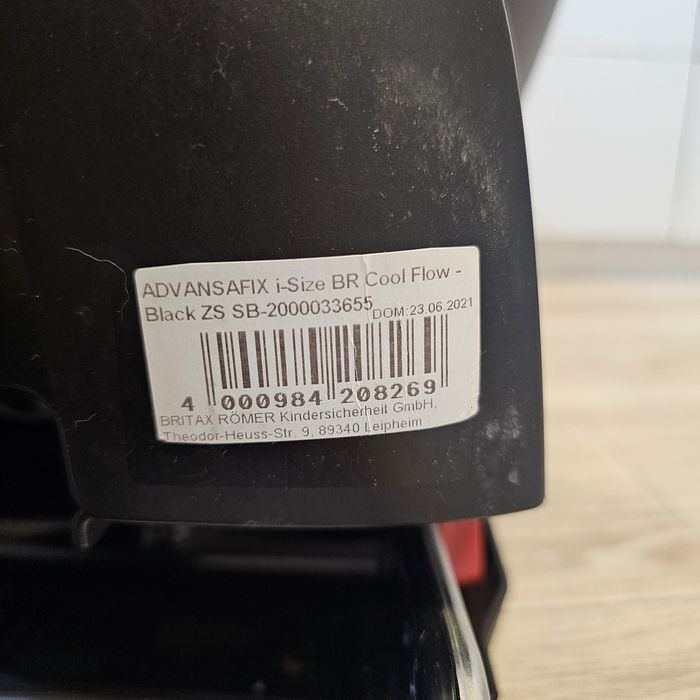 ADVANSAFIX i-Size BR Cool Flow -
Black ZS SB-2000033655 DOM:23.06.2021
4 000984 208269
BRITAX RÖMER Kindersicherheit GmbH,
Theodor-Heuss-Str. 9, 89340 Leipheim